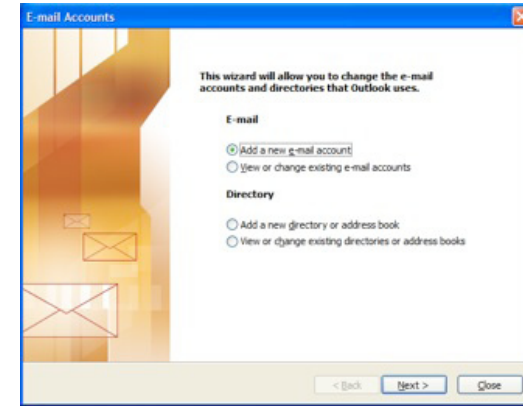 E-mail Accounts
This wizard will allow you to change the e-mail
accounts and directories that Outlook uses.
E-mail
Add a new e-mail account
View or change existing e-mail accounts
Directory
Add a new directory or address book
View or change existing directories or address books
< Back
Next >
Close